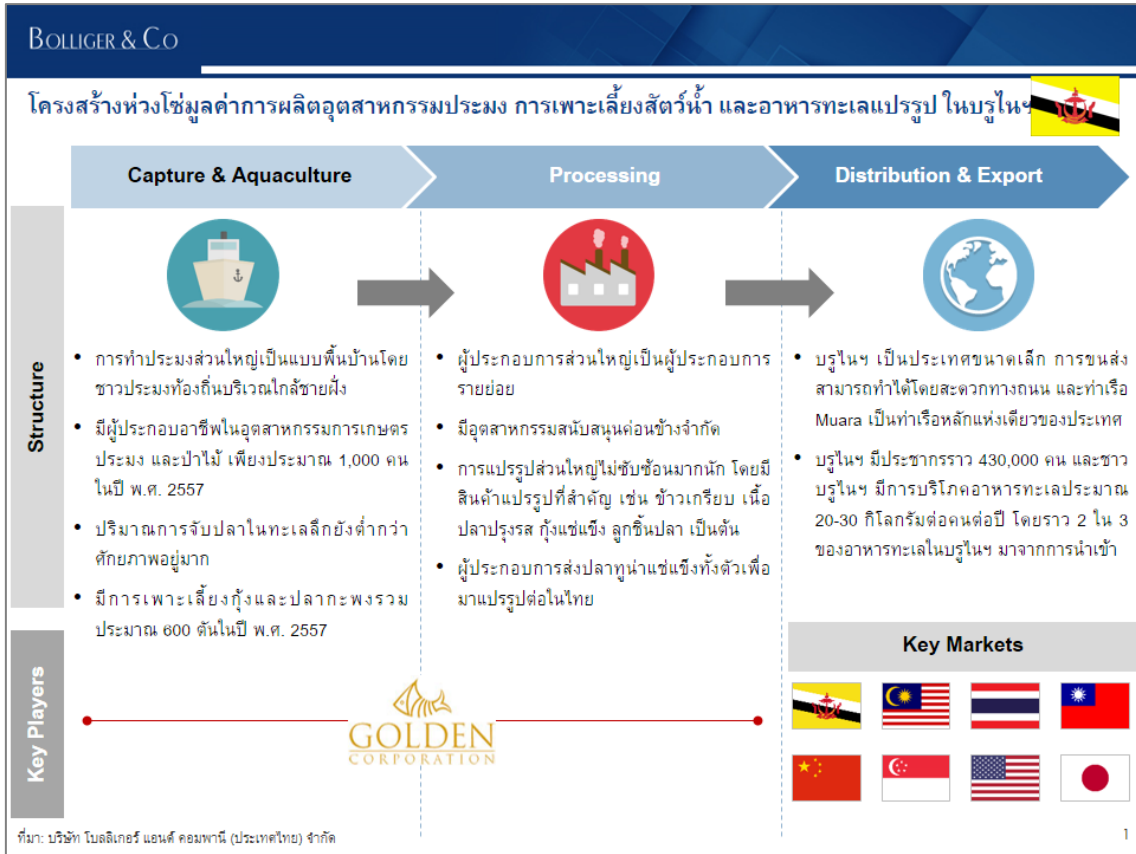 BOLLIGER & CO
โครงสร้างห่วงโซ่มูลค่าการผลิตอุตสาหกรรมประมง การเพาะเลี้ยงสัตว์น้ำ และอาหารทะเลแปรรูป ในบรูไนฯ
Capture & Aquaculture
Processing
Distribution & Export
Structure
• การทำประมงส่วนใหญ่เป็นแบบพื้นบ้านโดย
ชาวประมงท้องถิ่นบริเวณใกล้ชายฝั่ง
• มีผู้ประกอบอาชีพในอุตสาหกรรมการเกษตร
ประมง และป่าไม้ เพียงประมาณ 1,000 คน
ในปี พ.ศ. 2557
• ปริมาณการจับปลาในทะเลลึกยังต่ำกว่า
ศักยภาพอยู่มาก
• มีการเพาะเลี้ยงกุ้งและปลากะพงรวม
ประมาณ 600 ตันในปี พ.ศ. 2557
• ผู้ประกอบการส่วนใหญ่เป็นผู้ประกอบการ
รายย่อย
• มีอุตสาหกรรมสนับสนุนค่อนข้างจำกัด
• การแปรรูปส่วนใหญ่ไม่ซับซ้อนมากนัก โดยมี
สินค้าแปรรูปที่สำคัญ เช่น ข้าวเกรียบ เนื้อ
ปลาปรุงรส กุ้งแช่แข็ง ลูกชิ้นปลา เป็นต้น
• ผู้ประกอบการส่งปลาทูน่าแช่แข็งทั้งตัวเพื่อ
มาแปรรูปต่อในไทย
• บรูไนฯ เป็นประเทศขนาดเล็ก การขนส่ง
สามารถทำได้โดยสะดวกทางถนน และท่าเรือ
Muara เป็นท่าเรือหลักแห่งเดียวของประเทศ
• บรูไนฯ มีประชากรราว 430,000 คน และชาว
บรูไนฯ มีการบริโภคอาหารทะเลประมาณ
20-30 กิโลกรัมต่อคนต่อปี โดยราว 2 ใน 3
ของอาหารทะเลในบรูไนฯ มาจากการนำเข้า
Key Players
GOLDEN
CORPORATION
Key Markets
ที่มา: บริษัท โบลลิเกอร์ แอนด์ คอมพานี (ประเทศไทย) จำกัด
1